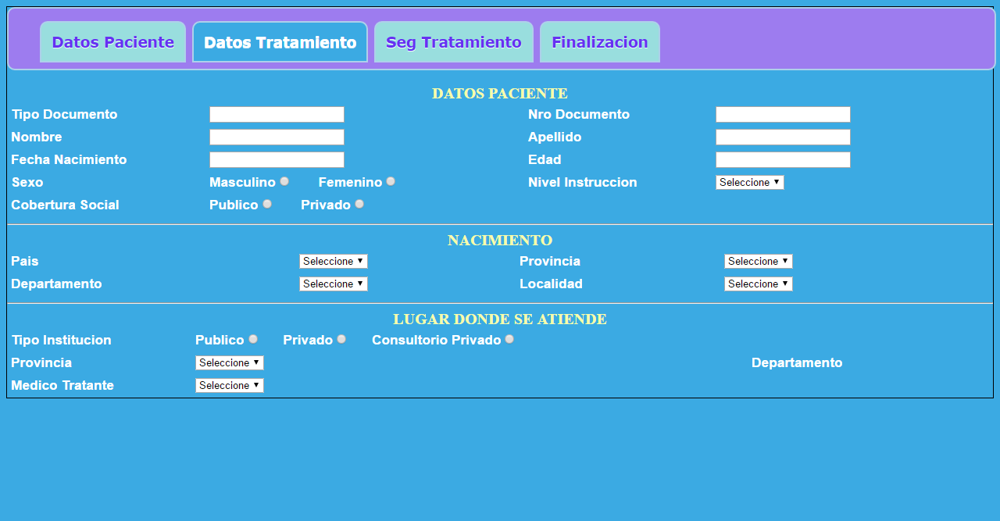 Datos Paciente Datos Tratamiento Seg Tratamiento Finalizacion
DATOS PACIENTE
Tipo Documento Nro Documento
Nombre Apellido
Fecha Nacimiento Edad
Sexo Masculino Femenino Nivel Instruccion Seleccione
Cobertura Social Publico Privado
NACIMIENTO
Pais Seleccione Provincia Seleccione
Departamento Seleccione Localidad Seleccione
LUGAR DONDE SE ATIENDE
Tipo Institucion Publico Privado Consultorio Privado
Provincia Seleccione Departamento
Medico Tratante Seleccione